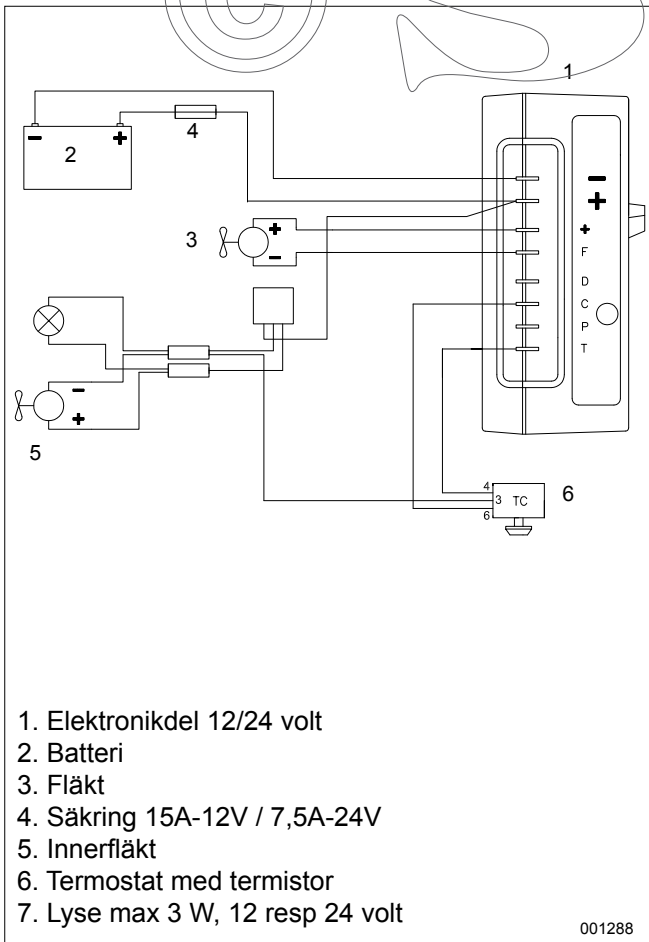 1
4
- +
2
3
+
-
-
+
+
F
D
C
P
T
-
+
5
4
3 TC
6
6
1. Elektronikdel 12/24 volt
2. Batteri
3. Fläkt
4. Säkring 15A-12V / 7,5A-24V
5. Innerfläkt
6. Termostat med termistor
7. Lyse max 3 W, 12 resp 24 volt
001288